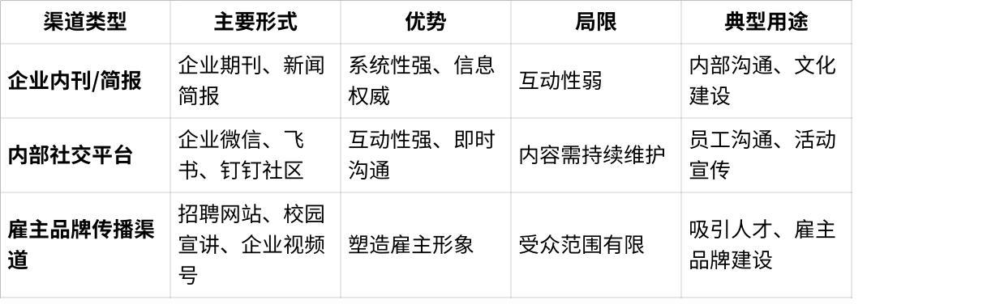 渠道类型 主要形式 优势 局限 典型用途
企业内刊/简报 企业期刊、新闻 系统性强、信息 互动性弱 内部沟通、文化
简报 权威 建设
内部社交平台 企业微信、飞 互动性强、即时 内容需持续维护 员工沟通、活动
书、钉钉社区 沟通 宣传
雇主品牌传播渠 招聘网站、校园 塑造雇主形象 受众范围有限 吸引人才、雇主
道 宣讲、企业视频 品牌建设
号